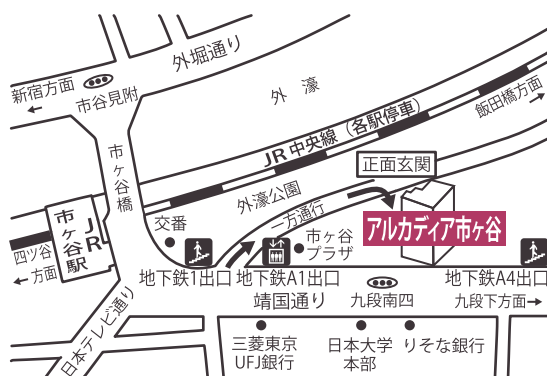 外堀通り
新宿方面
←
市谷見附
外 濠
飯田橋方面
→
JR中央線（各駅停車）
市ヶ谷橋
正面玄関
外濠公園
一方通行
JR
市ヶ谷駅
交番
市ヶ谷
プラザ
アルカディア市ヶ谷
四ツ谷
方面
←
地下鉄1出口
地下鉄A1出口
地下鉄A4出口
靖国通り
九段南四
九段下方面→
日本テレビ通り
三菱東京
UFJ銀行
日本大学
本部
りそな銀行